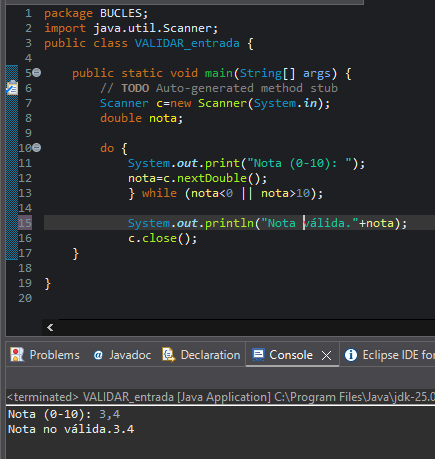 1 package BUCLES;
2 import java.util.Scanner;
3 public class VALIDAR_entrada {
4
5 public static void main(String[] args) {
6 // TODO Auto-generated method stub
7 Scanner c=new Scanner(System.in);
8 double nota;
9
10 do {
11 System.out.print("Nota (0-10): ");
12 nota=c.nextDouble();
13 } while (nota<0 || nota>10);
14
15 System.out.println("Nota válida."+nota);
16 c.close();
17 }
18
19 }
20
Problems @ Javadoc Declaration Console Eclipse IDE for
<terminated> VALIDAR_entrada [Java Application] C:\Program Files\Java\jdk-25.0
Nota (0-10): 3,4
Nota no válida.3.4